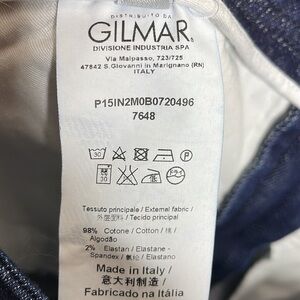 DISTRIBUITO DA
GILMAR
DIVISIONE INDUSTRIA SPA
Via Malpasso, 723/725
47842 S.Giovanni in Marignano (RN)
ITALY
P15IN2M0B0720496
7648
30
Tessuto principale / External fabric /
外层面料 / Tecido principal
98% Cotone / Cotton / 棉 /
Algodão
2% Elastan / Elastane -
Spandex / 氨纶 / Elastano
Made in Italy /
意大利制造 /
Fabricado na Itália